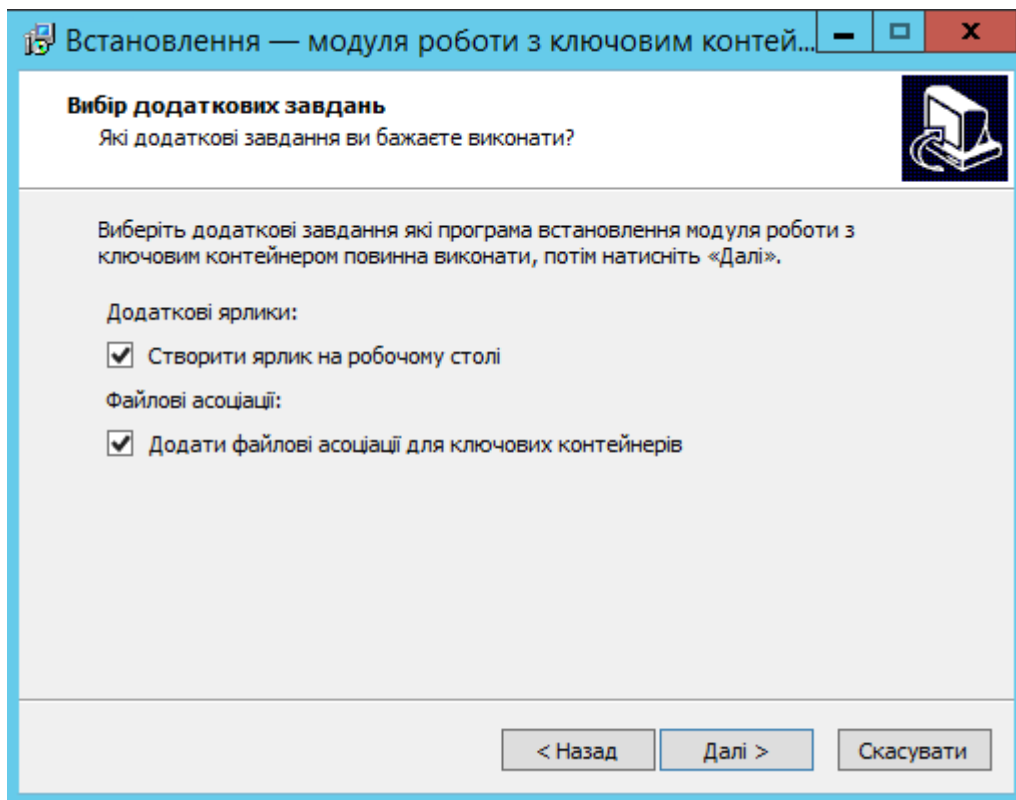 Встановлення — модуля роботи з ключовим контей...
Вибір додаткових завдань
Які додаткові завдання ви бажаєте виконати?
Виберіть додаткові завдання які програма встановлення модуля роботи з
ключовим контейнером повинна виконати, потім натисніть «Далі».
Додаткові ярлики:
Створити ярлик на робочому столі
Файлові асоціації:
Додати файлові асоціації для ключових контейнерів
< Назад
Далі >
Скасувати